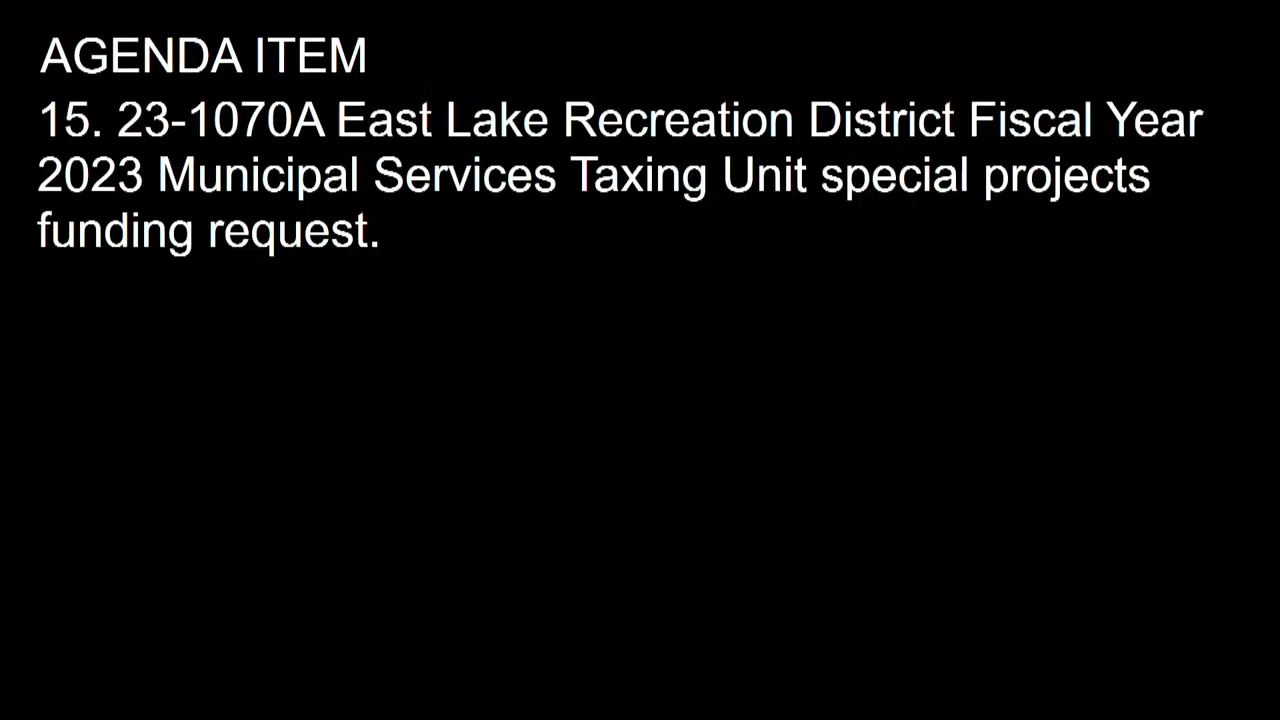 AGENDA ITEM
15. 23-1070A East Lake Recreation District Fiscal Year
2023 Municipal Services Taxing Unit special projects
funding request.